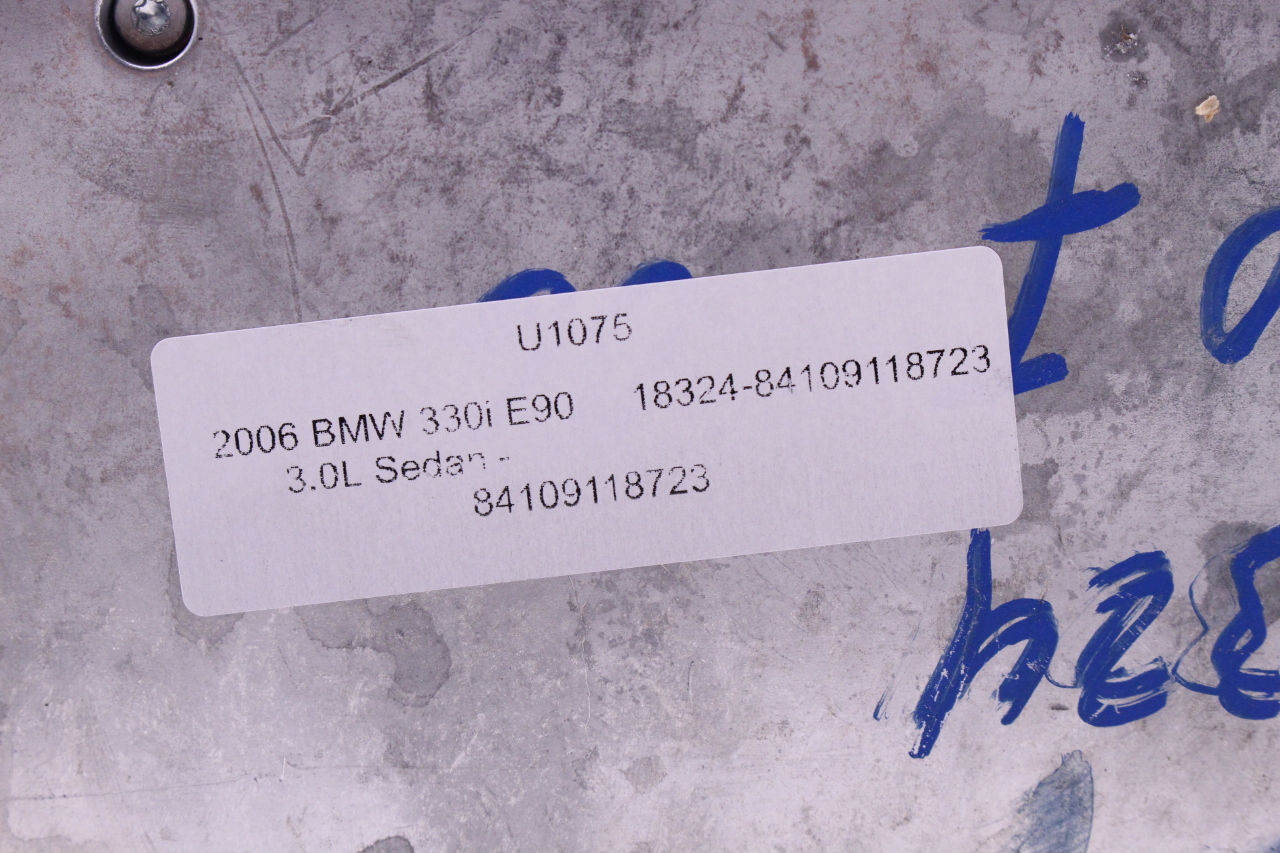 U1075
2006 BMW 330i E90 18324-84109118723
3.0L Sedan -
84109118723